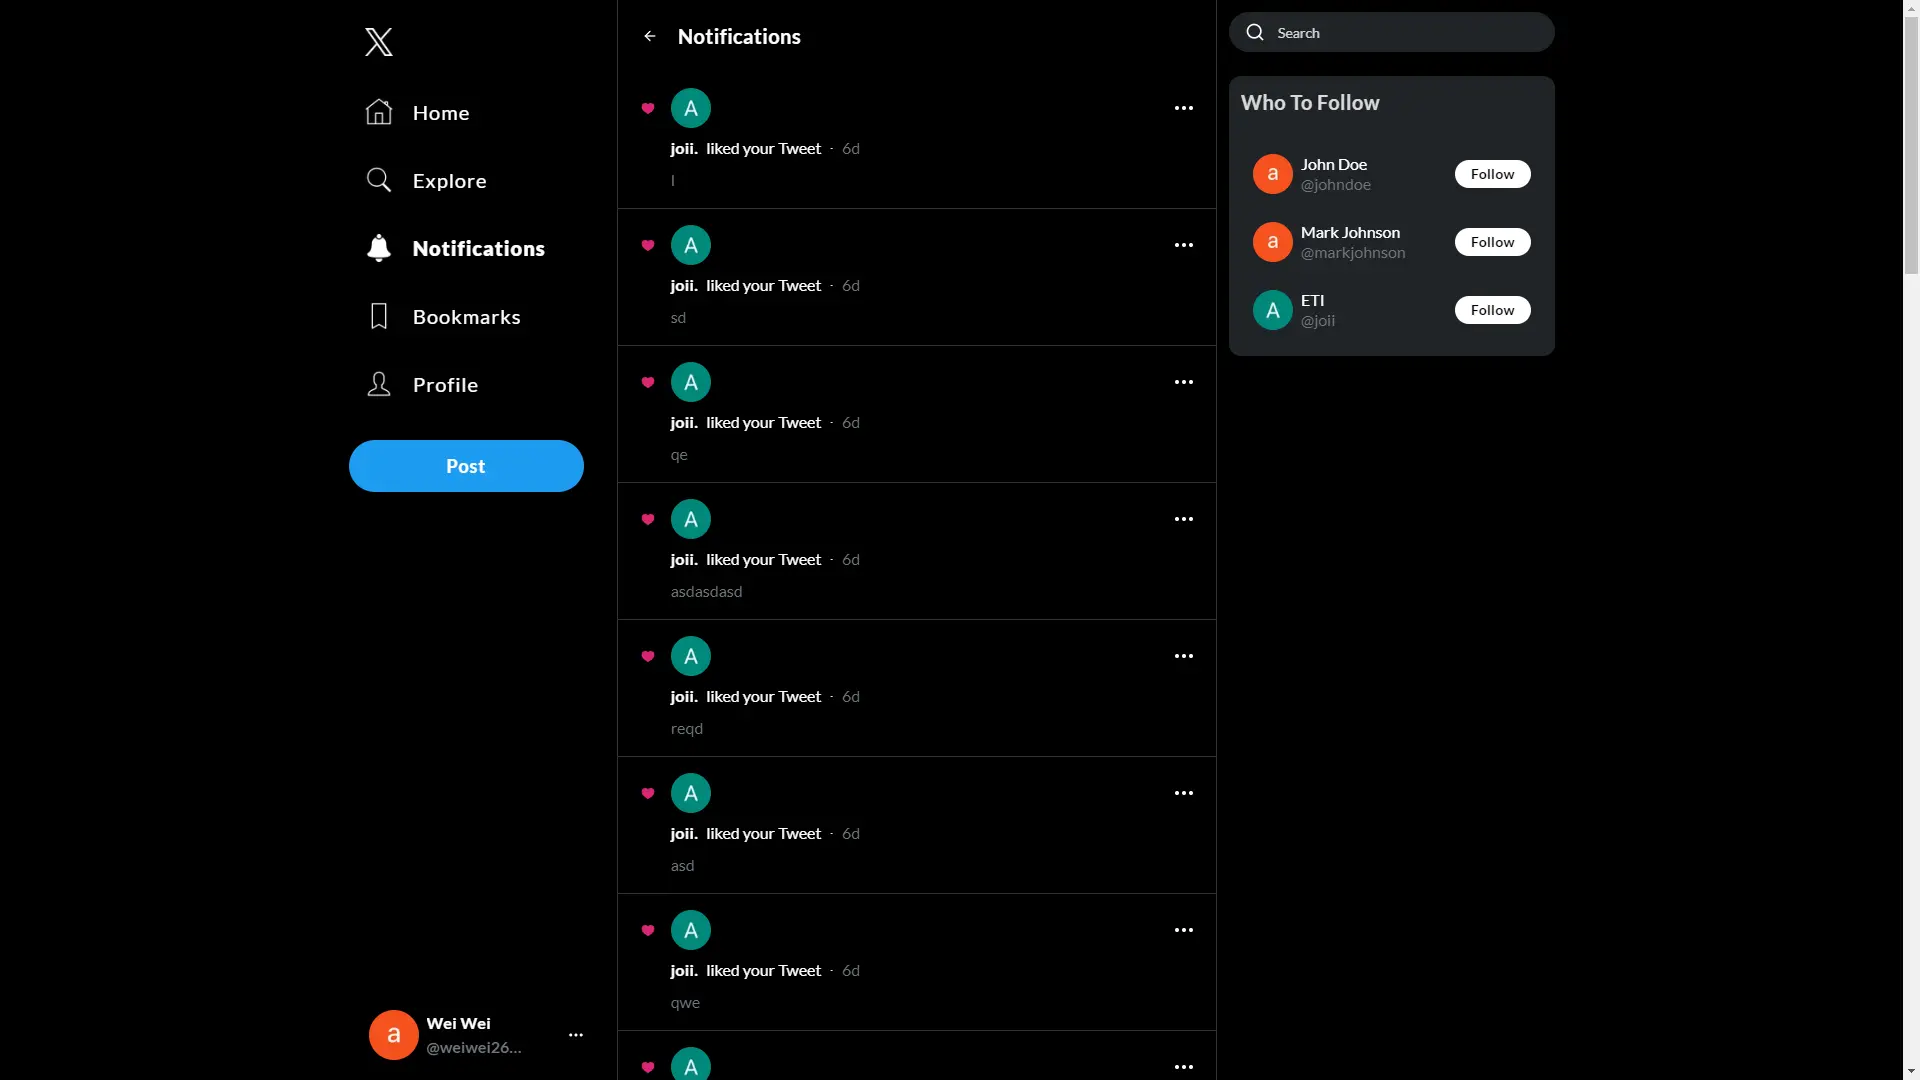 Home
Explore
Notifications
Bookmarks
Profile
Post
Wei Wei
@weiwei26...
Notifications
A
joii. liked your Tweet · 6d
l
A
joii. liked your Tweet · 6d
sd
A
joii. liked your Tweet · 6d
qe
A
joii. liked your Tweet · 6d
asdasdasd
A
joii. liked your Tweet · 6d
reqd
A
joii. liked your Tweet · 6d
asd
A
joii. liked your Tweet · 6d
qwe
A
Search
Who To Follow
a
John Doe
@johndoe
Follow
a
Mark Johnson
@markjohnson
Follow
A
ETI
@joii
Follow